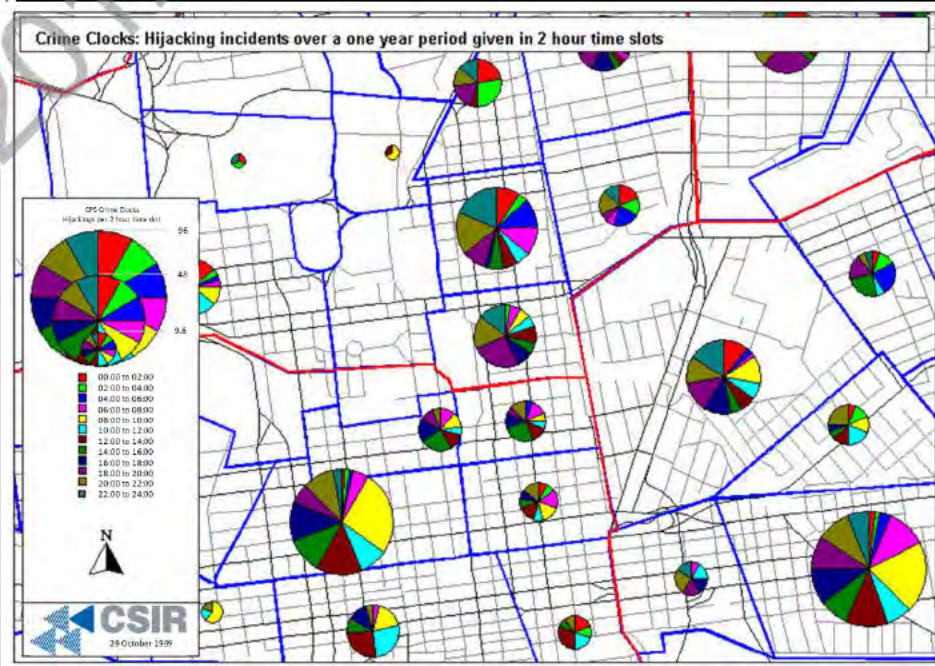 201
Crime Clocks: Hijacking incidents over a one year period given in 2 hour time slots
CPS Crime Clocks
Hijackings per 2 hour time slot
96
48
9.6
00:00 to 02:00
02:00 to 04:00
04:00 to 06:00
06:00 to 08:00
08:00 to 10:00
10:00 to 12:00
12:00 to 14:00
14:00 to 16:00
16:00 to 18:00
18:00 to 20:00
20:00 to 22:00
22:00 to 24:00
N
CSIR
29 October 1999